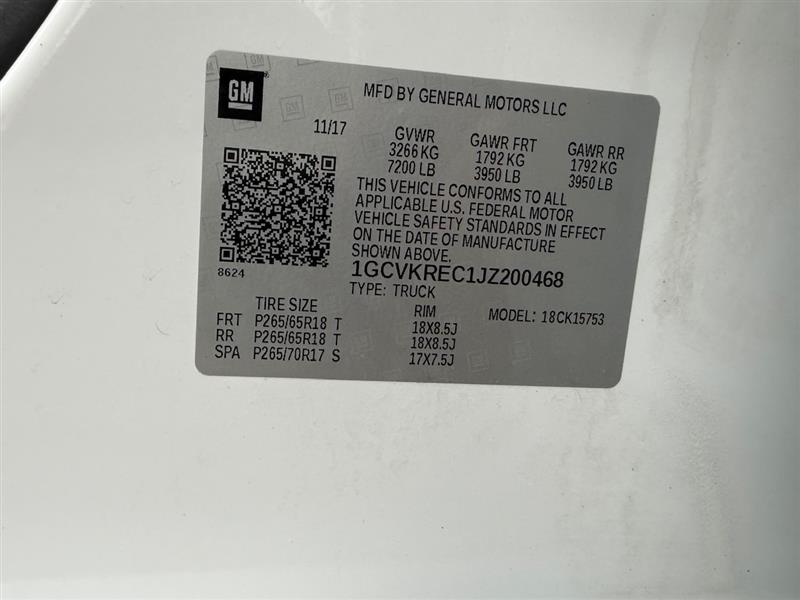 GM
MFD BY GENERAL MOTORS LLC
11/17
GVWR GAWR FRT GAWR RR
3266 KG 1792 KG 1792 KG
7200 LB 3950 LB 3950 LB
THIS VEHICLE CONFORMS TO ALL
APPLICABLE U.S. FEDERAL MOTOR
VEHICLE SAFETY STANDARDS IN EFFECT
ON THE DATE OF MANUFACTURE
SHOWN ABOVE.
8624
1GCVKREC1JZ200468
TYPE: TRUCK
TIRE SIZE RIM MODEL: 18CK15753
FRT P265/65R18 T 18X8.5J
RR P265/65R18 T 18X8.5J
SPA P265/70R17 S 17X7.5J